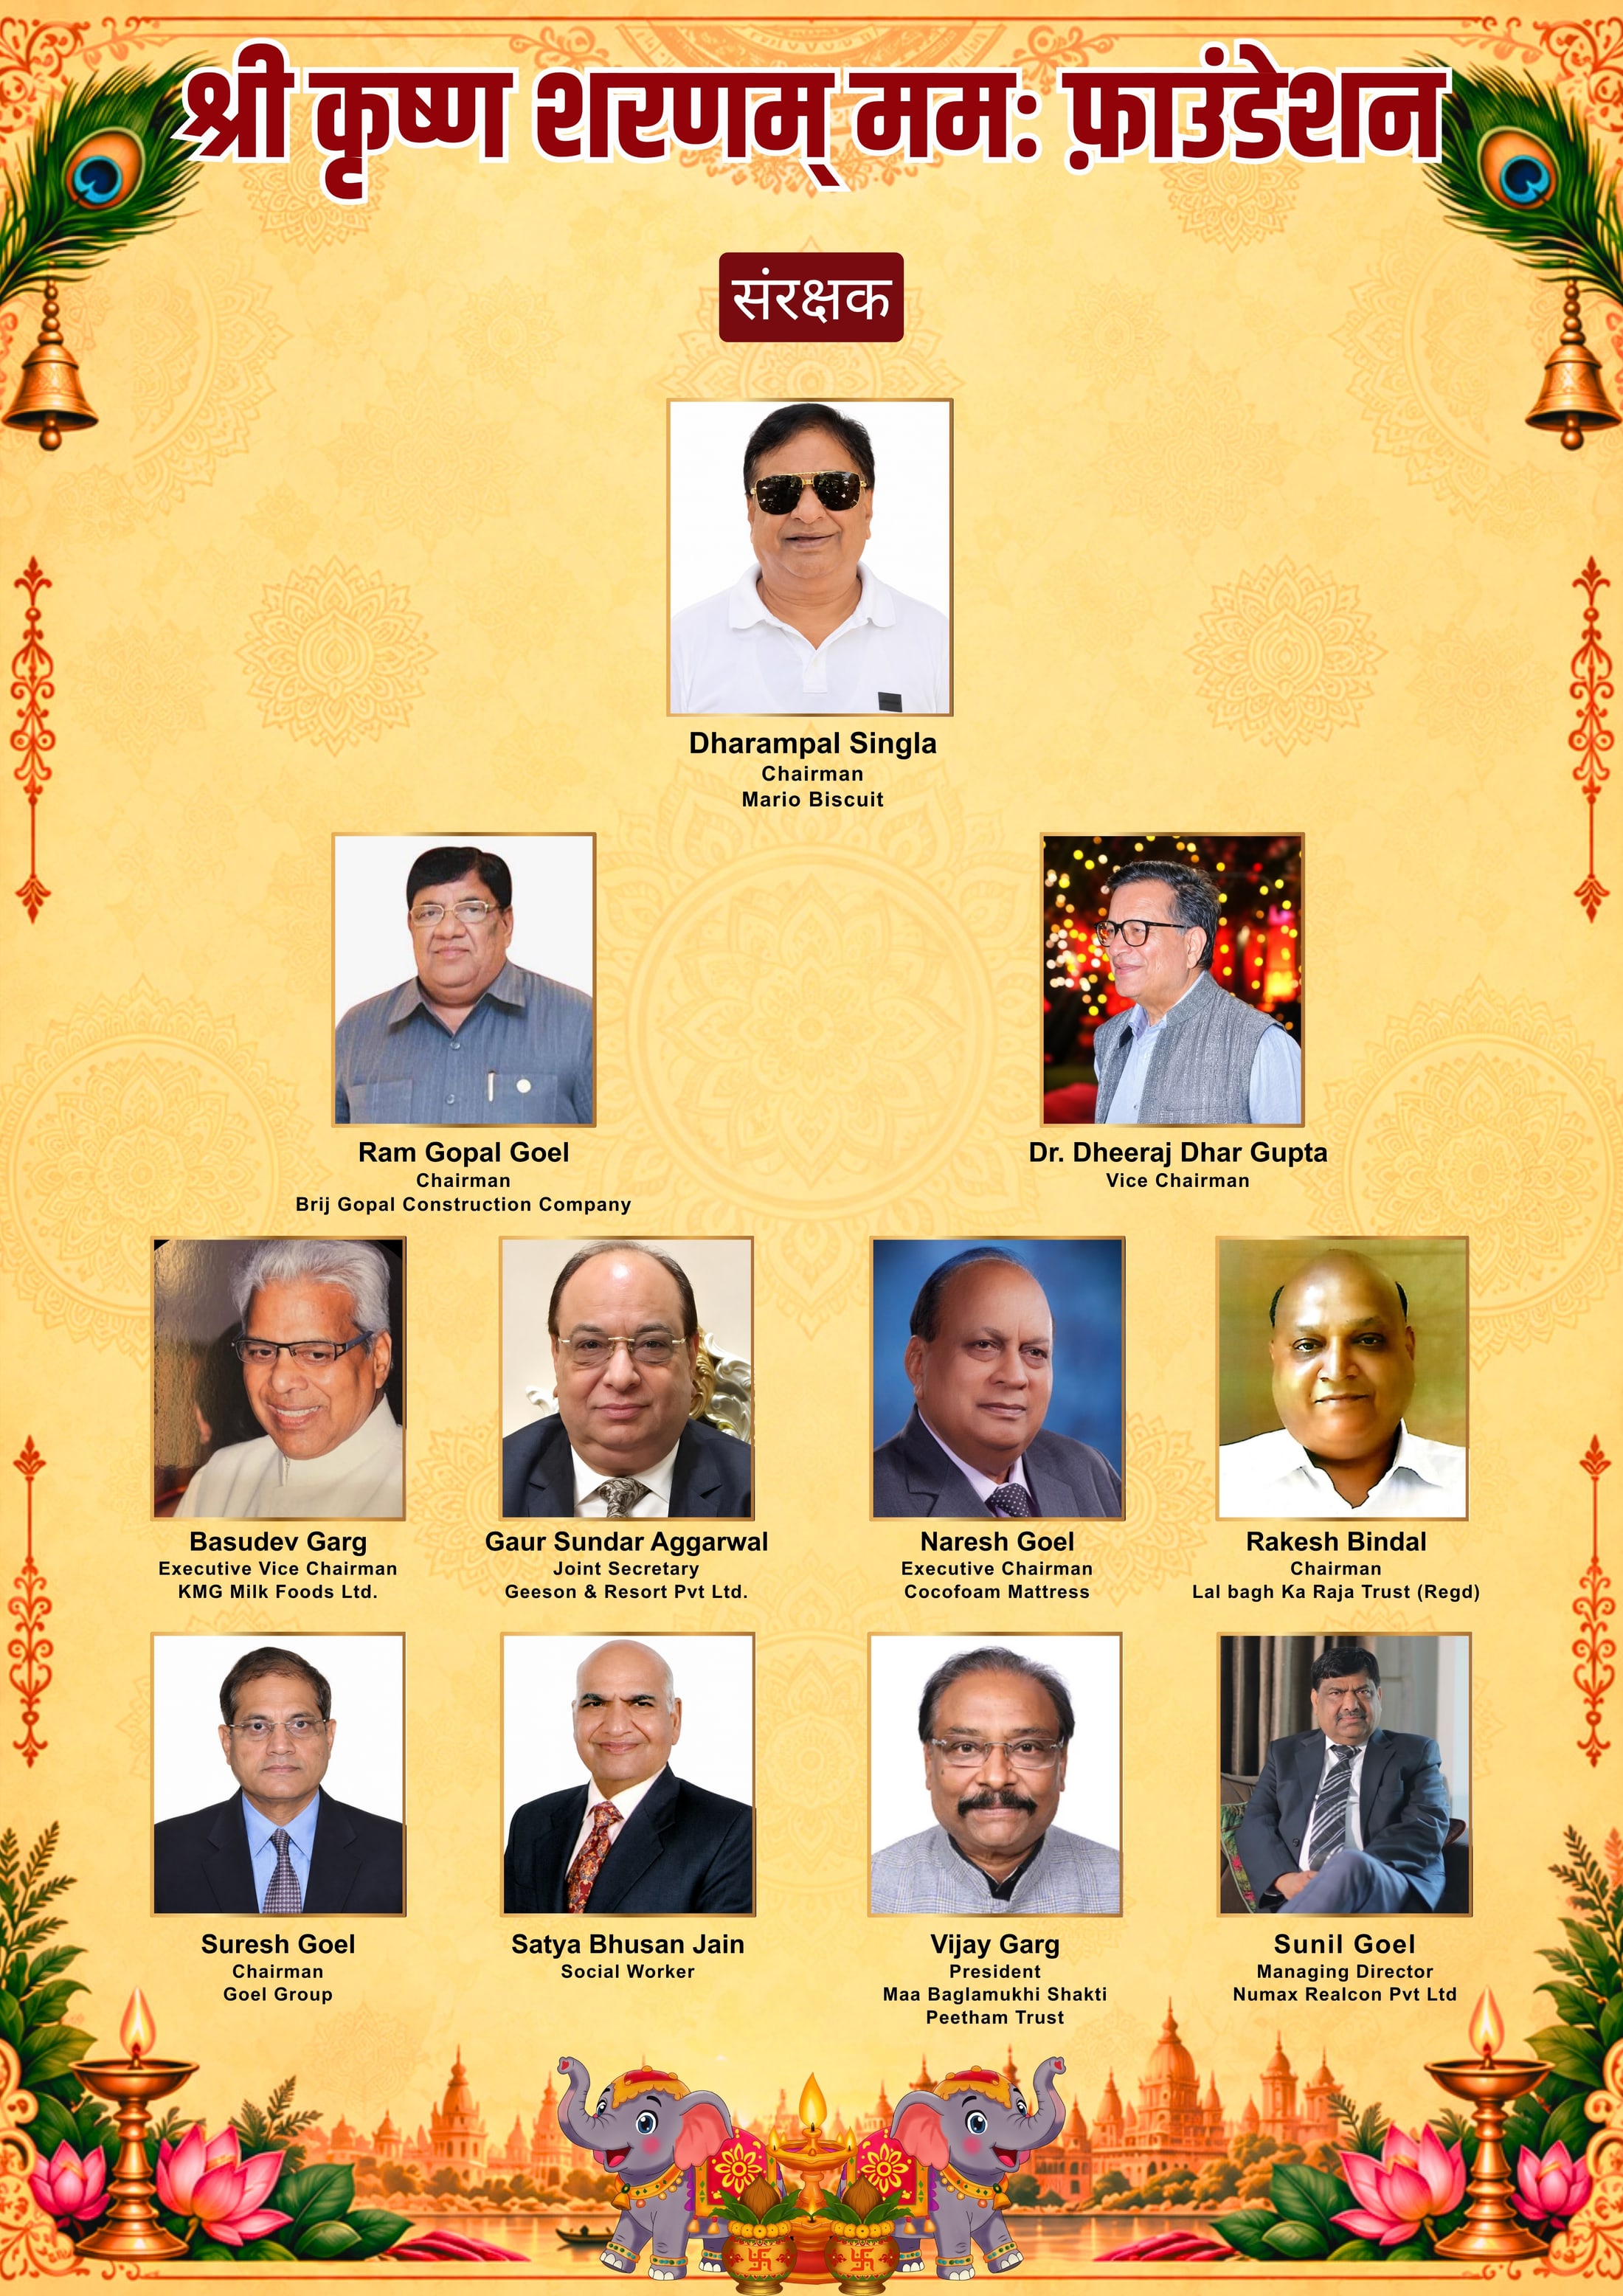 श्री कृष्ण शरणम् ममः फ़ाउंडेशन
संरक्षक
Dharampal Singla
Chairman
Mario Biscuit
Ram Gopal Goel
Chairman
Brij Gopal Construction Company
Dr. Dheeraj Dhar Gupta
Vice Chairman
Basudev Garg
Executive Vice Chairman
KMG Milk Foods Ltd.
Gaur Sundar Aggarwal
Joint Secretary
Geeson & Resort Pvt Ltd.
Naresh Goel
Executive Chairman
Cocofoam Mattress
Rakesh Bindal
Chairman
Lal bagh Ka Raja Trust (Regd)
Suresh Goel
Chairman
Goel Group
Satya Bhusan Jain
Social Worker
Vijay Garg
President
Maa Baglamukhi Shakti
Peetham Trust
Sunil Goel
Managing Director
Numax Realcon Pvt Ltd